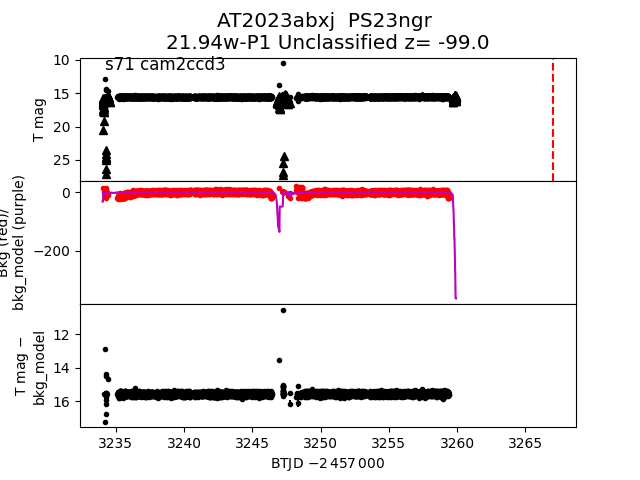 AT2023abxj PS23ngr
21.94w-P1 Unclassified z= -99.0
s71 cam2ccd3
10
15
20
25
T mag
0
−200
Bkg (red)/
bkg_model (purple)
12
14
16
T mag −
bkg_model
3235 3240 3245 3250 3255 3260 3265
BTJD −2 457 000